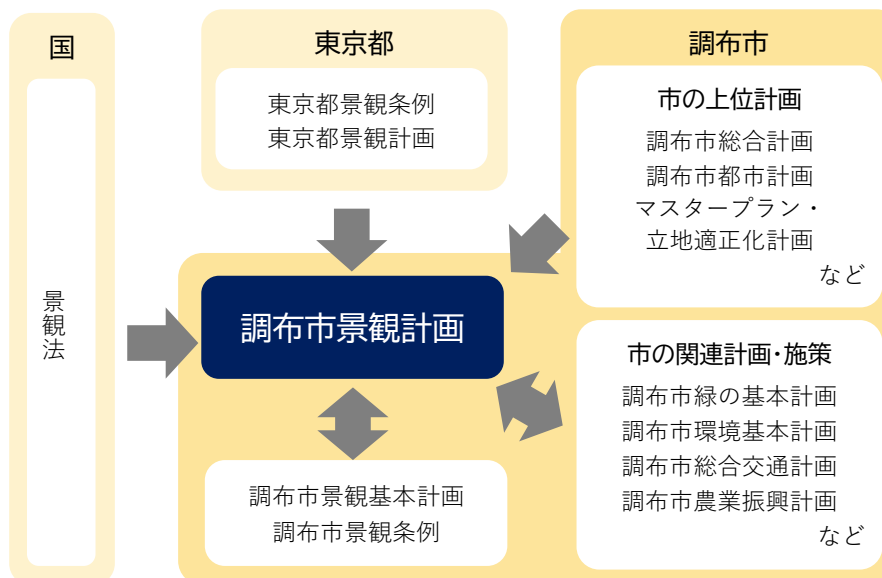 国
景観法
東京都
東京都景観条例
東京都景観計画
調布市
市の上位計画
調布市総合計画
調布市都市計画
マスタープラン・
立地適正化計画
など
調布市景観計画
市の関連計画・施策
調布市緑の基本計画
調布市環境基本計画
調布市総合交通計画
調布市農業振興計画
など
調布市景観基本計画
調布市景観条例